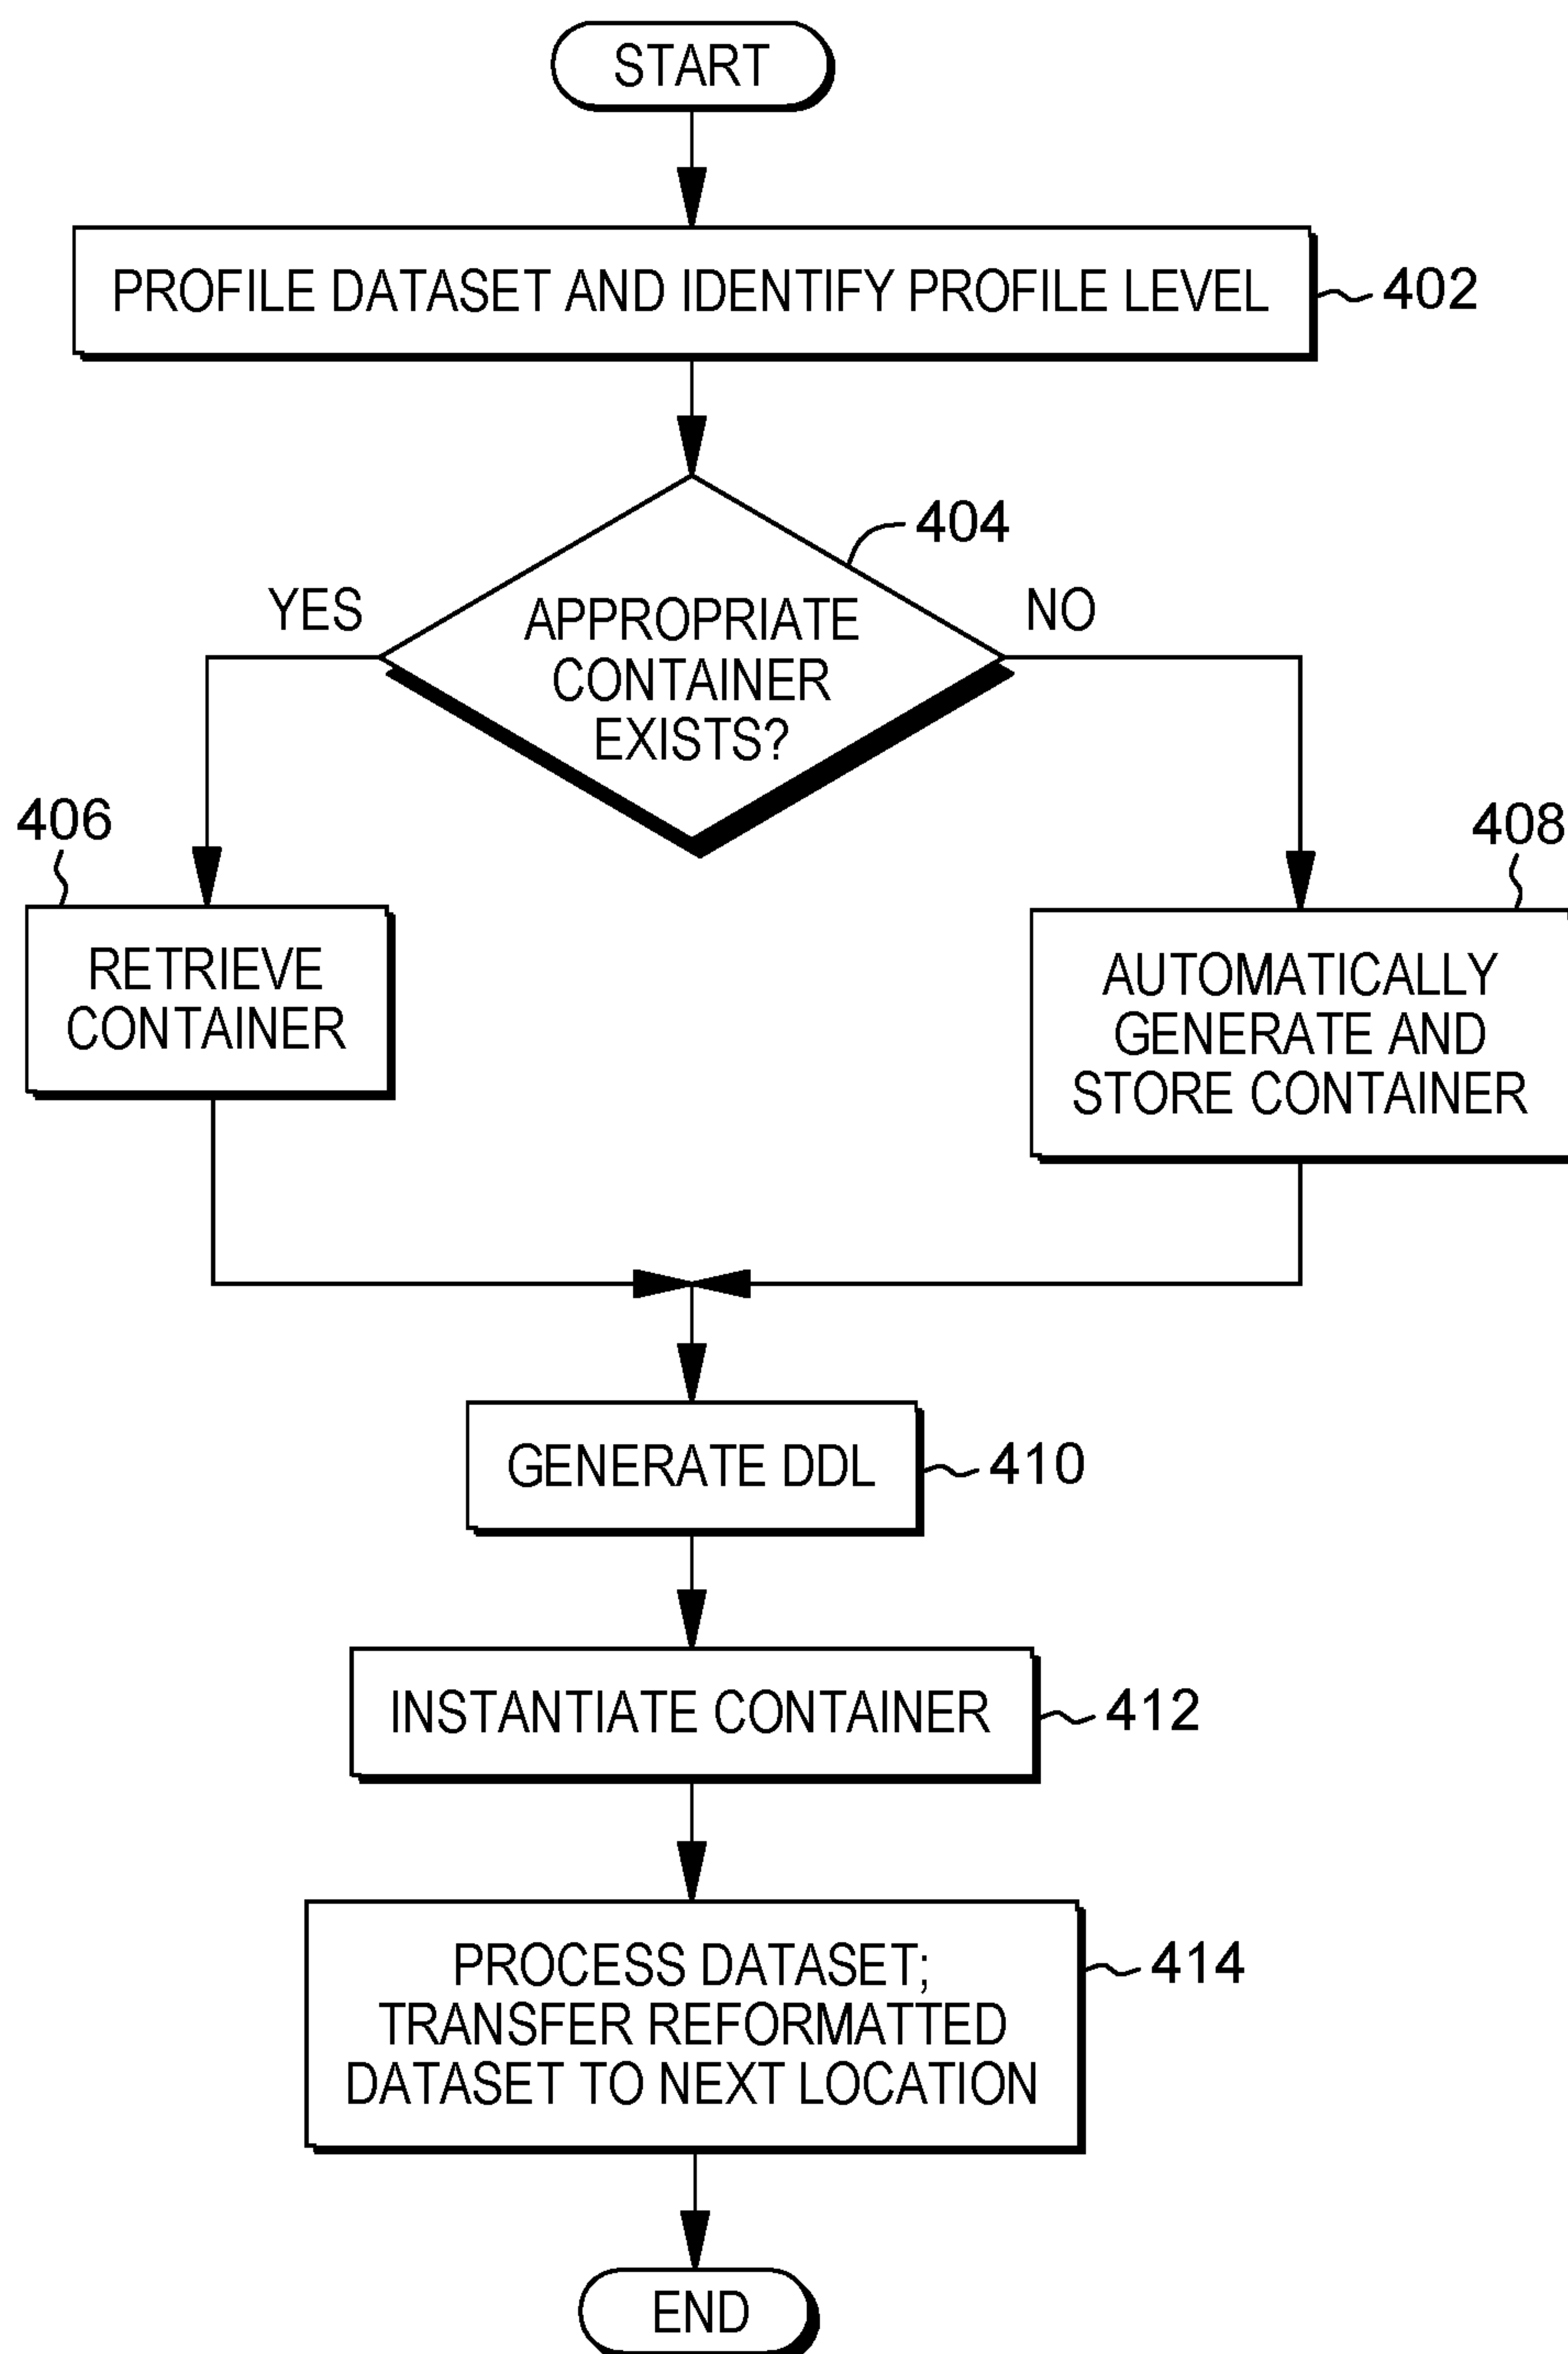 START
PROFILE DATASET AND IDENTIFY PROFILE LEVEL
402
404
YES
NO
APPROPRIATE
CONTAINER
EXISTS?
406
408
RETRIEVE
CONTAINER
AUTOMATICALLY
GENERATE AND
STORE CONTAINER
GENERATE DDL
410
INSTANTIATE CONTAINER
412
PROCESS DATASET;
TRANSFER REFORMATTED
DATASET TO NEXT LOCATION
414
END